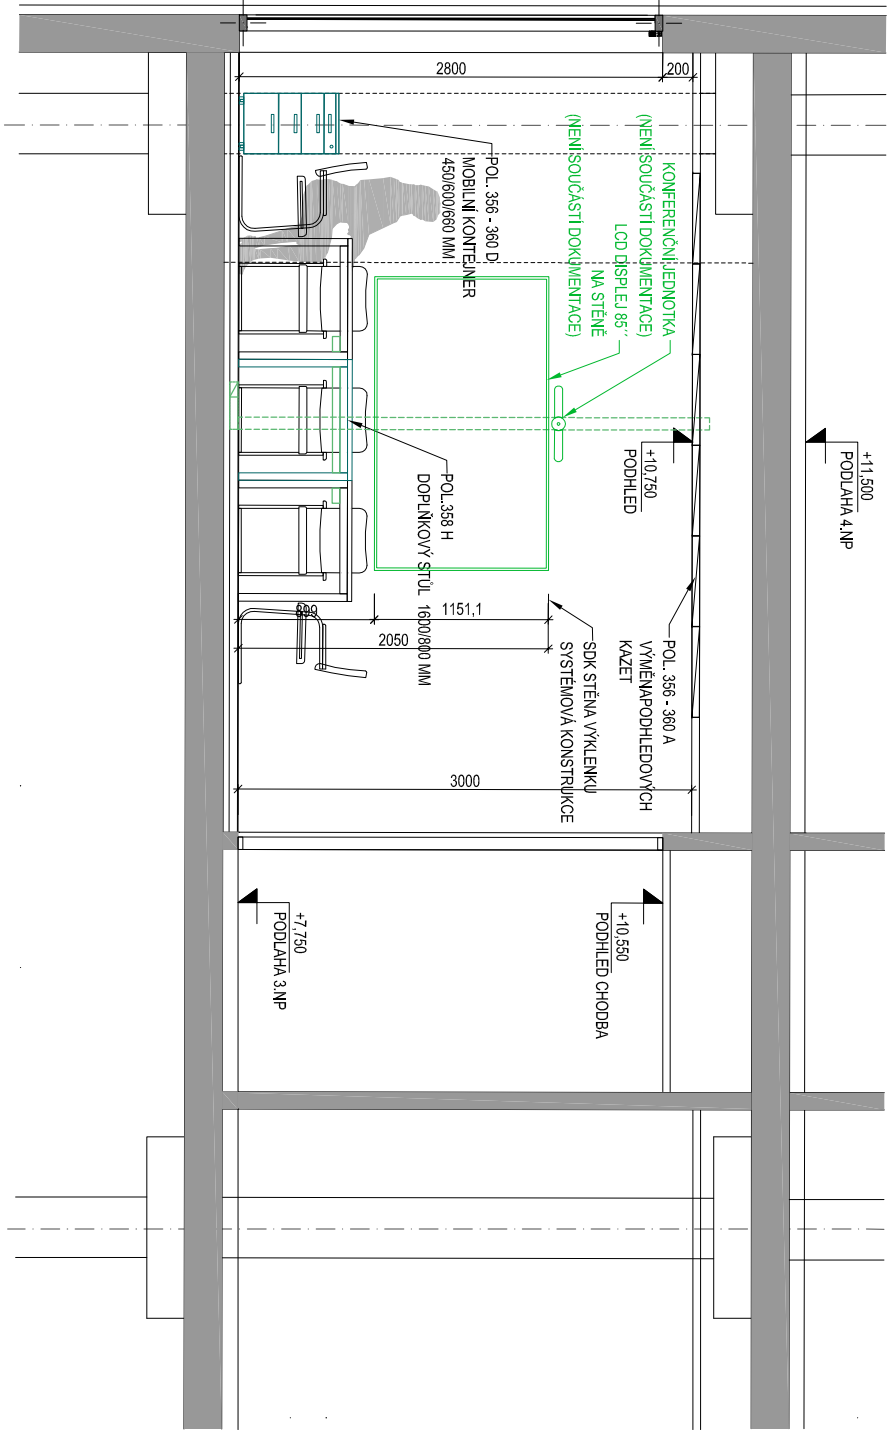 2800
200
KONFERENČNÍ JEDNOTKA
(NENÍ SOUČÁSTÍ DOKUMENTACE)
LCD DISPLEJ 85´´
NA STĚNĚ
(NENÍ SOUČÁSTÍ DOKUMENTACE)
POL. 356 - 360 D
MOBILNÍ KONTEJNER
450/600/660 MM
+11,500
PODLAHA 4.NP
+10,750
PODHLED
POL.358 H
DOPLŇKOVÝ STŮL 1600/800 MM
POL. 356 - 360 A
VÝMĚNAPODHLEDOVÝCH
KAZET
SDK STĚNA VÝKLENKU
SYSTÉMOVÁ KONSTRUKCE
1151,1
2050
3000
+10,550
PODHLED CHODBA
+7,750
PODLAHA 3.NP